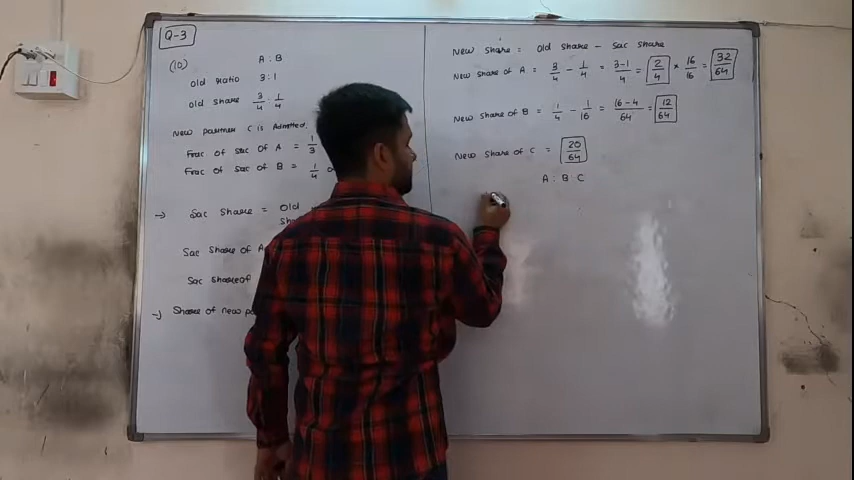 Q-3
(10) A : B
old ratio 3 : 1
old share 3/4 : 1/4
New partner C is Admitted.
Frac of sac of A = 1/3
Frac of sac of B = 1/4
→ Sac share = old
Sac share of A
Sac share of
→ Share of new
New share = old share - sac share
New share of A = 3/4 - 1/4 = 3-1/4 = 2/4 × 16/16 = 32/64
New share of B = 1/4 - 1/16 = 16-4/64 = 12/64
New share of C = 20/64
A : B C